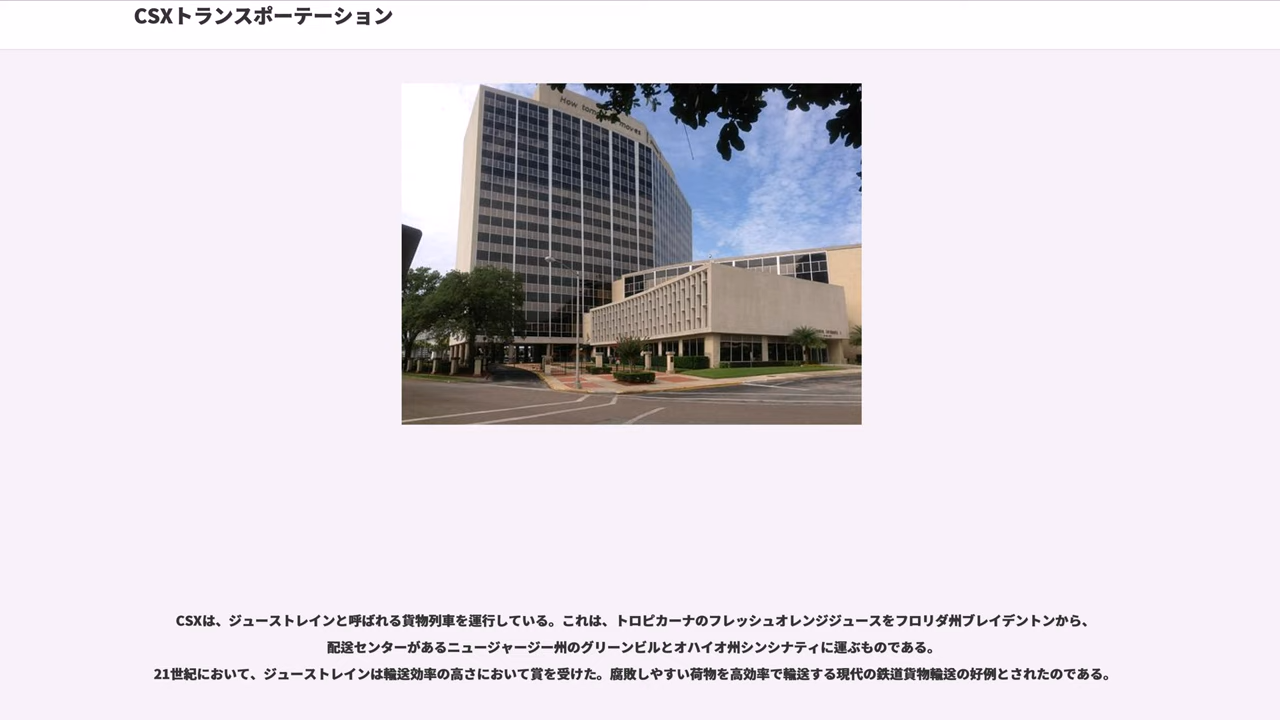 CSXトランスポーテーション
How moves
CSXは、ジューストレインと呼ばれる貨物列車を運行している。これは、トロピカーナのフレッシュオレンジジュースをフロリダ州ブレイデントンから、
配送センターがあるニュージャージー州のグリーンビルとオハイオ州シンシナティに運ぶものである。
21世紀において、ジューストレインは輸送効率の高さにおいて賞を受けた。腐敗しやすい荷物を高効率で輸送する現代の鉄道貨物輸送の好例とされたのである。